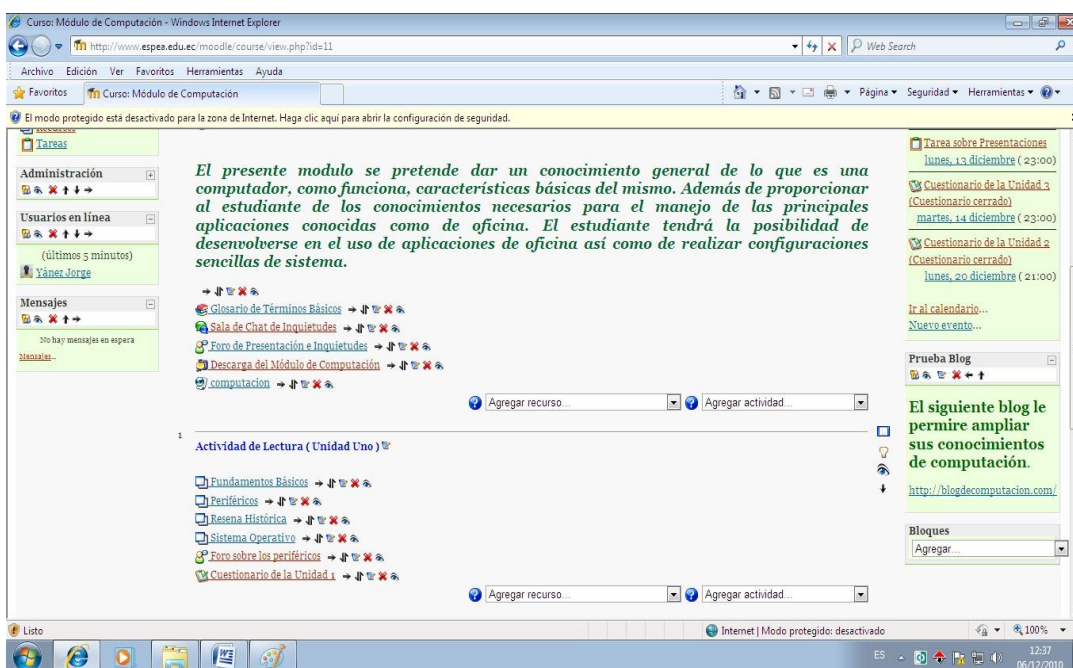 Curso: Módulo de Computación - Windows Internet Explorer
http://www.espea.edu.ec/moodle/course/view.php?id=11
Web Search
Archivo Edición Ver Favoritos Herramientas Ayuda
Favoritos
Curso: Módulo de Computación
Página
Seguridad
Herramientas
El modo protegido está desactivado para la zona de Internet. Haga clic aquí para abrir la configuración de seguridad.
Recursos
Tareas
Administración
Usuarios en línea
(últimos 5 minutos)
Yánez Jorge
Mensajes
No hay mensajes en espera
Mensajes...
El presente modulo se pretende dar un conocimiento general de lo que es una
computador, como funciona, características básicas del mismo. Además de proporcionar
al estudiante de los conocimientos necesarios para el manejo de las principales
aplicaciones conocidas como de oficina. El estudiante tendrá la posibilidad de
desenvolverse en el uso de aplicaciones de oficina así como de realizar configuraciones
sencillas de sistema.
Glosario de Términos Básicos
Sala de Chat de Inquietudes
Foro de Presentación e Inquietudes
Descarga del Módulo de Computación
computacion
Agregar recurso...
Agregar actividad...
1
Actividad de Lectura ( Unidad Uno )
Fundamentos Básicos
Periféricos
Resena Histórica
Sistema Operativo
Foro sobre los periféricos
Cuestionario de la Unidad 1
Agregar recurso...
Agregar actividad...
Tarea sobre Presentaciones
lunes, 13 diciembre ( 23:00)
Cuestionario de la Unidad 3
(Cuestionario cerrado)
martes, 14 diciembre ( 23:00)
Cuestionario de la Unidad 2
(Cuestionario cerrado)
lunes, 20 diciembre ( 21:00)
Ir al calendario...
Nuevo evento...
Prueba Blog
El siguiente blog le
permire ampliar
sus conocimientos
de computación.
http://blogdecomputacion.com/
Bloques
Agregar...
Listo
Internet | Modo protegido: desactivado
100%
ES
12:37
06/12/2010